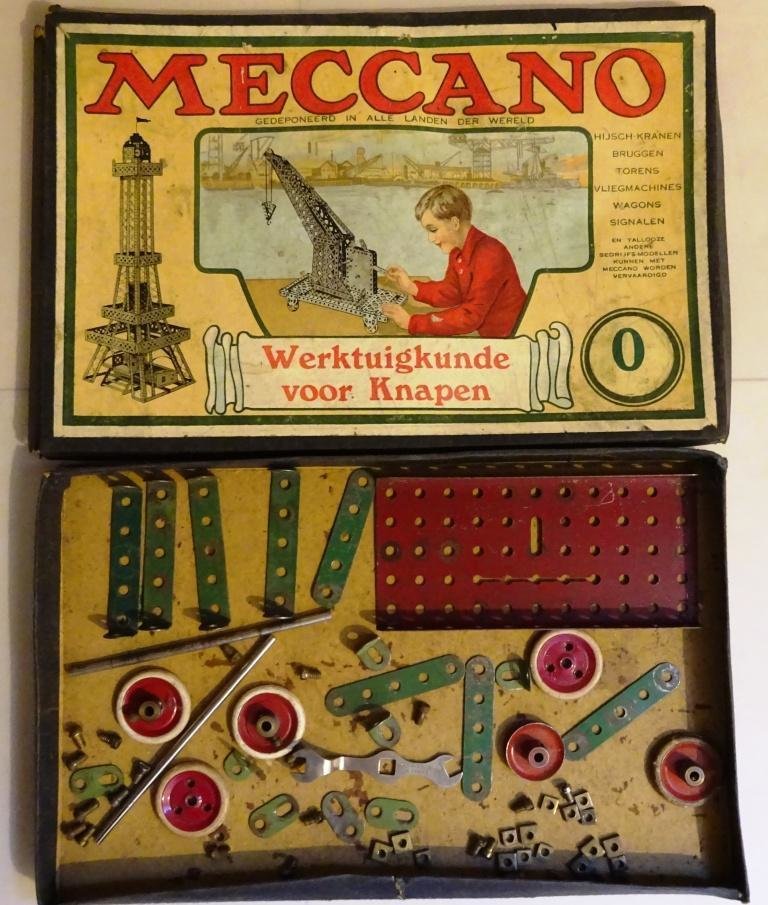 MECCANO
GEDEPONEERD IN ALLE LANDEN DER WERELD
HIJSCH-KRANEN
BRUGGEN
TORENS
VLIEGMACHINES
WAGONS
SIGNALEN
EN TALLOOZE
ANDERE
BEDRIJFS-MODELLEN
KUNNEN MET
MECCANO WORDEN
VERVAARDIGD
Werktuigkunde
voor Knapen
0